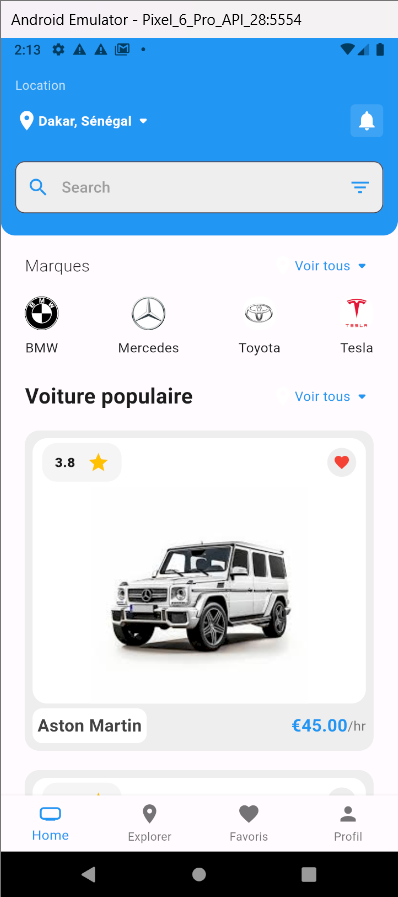 Android Emulator - Pixel_6_Pro_API_28:5554
2:13
Location
Dakar, Sénégal
Search
Marques
Voir tous
BMW
Mercedes
Toyota
TESLA
Tesla
Voiture populaire
Voir tous
3.8
Aston Martin
€45.00/hr
Home
Explorer
Favoris
Profil